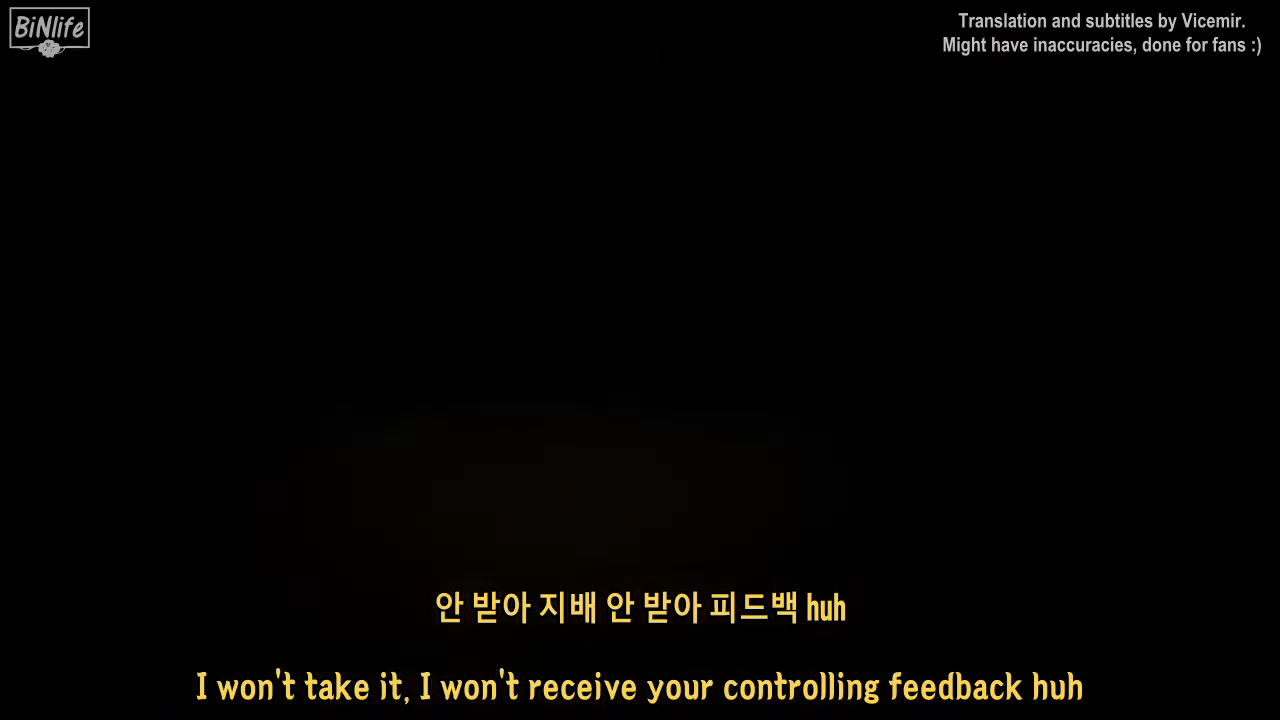 BiNlife
Translation and subtitles by Vicemir.
Might have inaccuracies, done for fans :)
안 받아 지배 안 받아 피드백 huh
I won't take it, I won't receive your controlling feedback huh